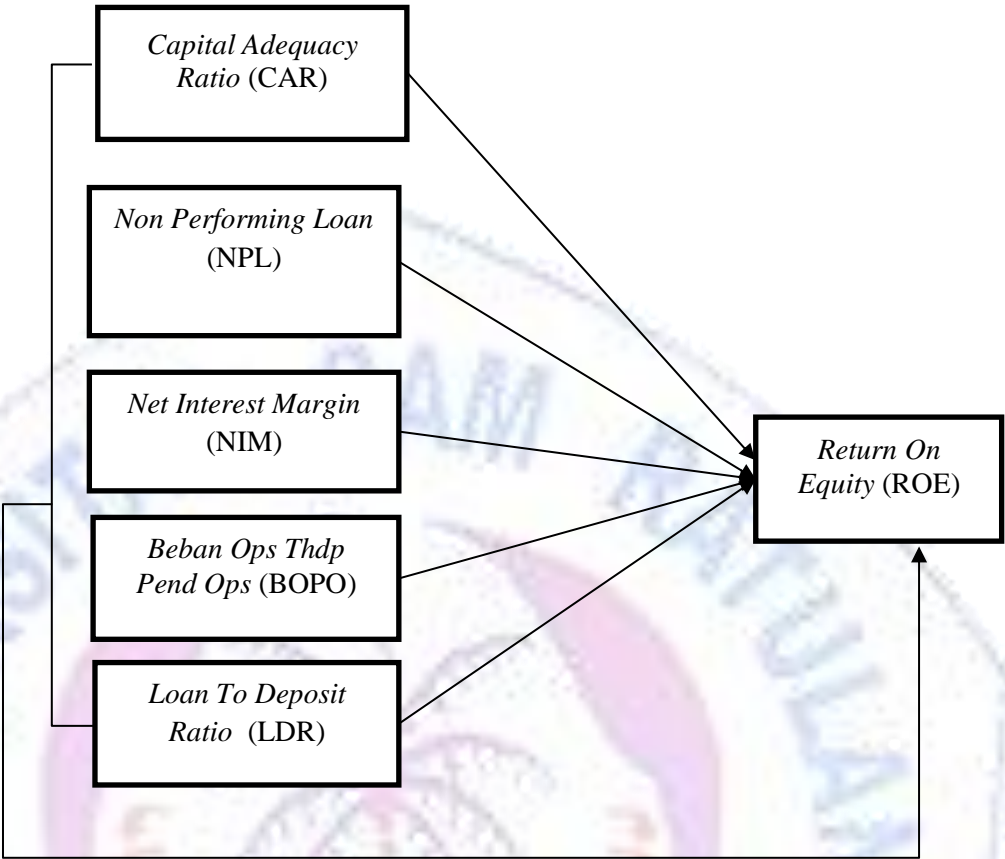 Capital Adequacy
Ratio (CAR)
Non Performing Loan
(NPL)
Net Interest Margin
(NIM)
Beban Ops Thdp
Pend Ops (BOPO)
Loan To Deposit
Ratio (LDR)
Return On
Equity (ROE)